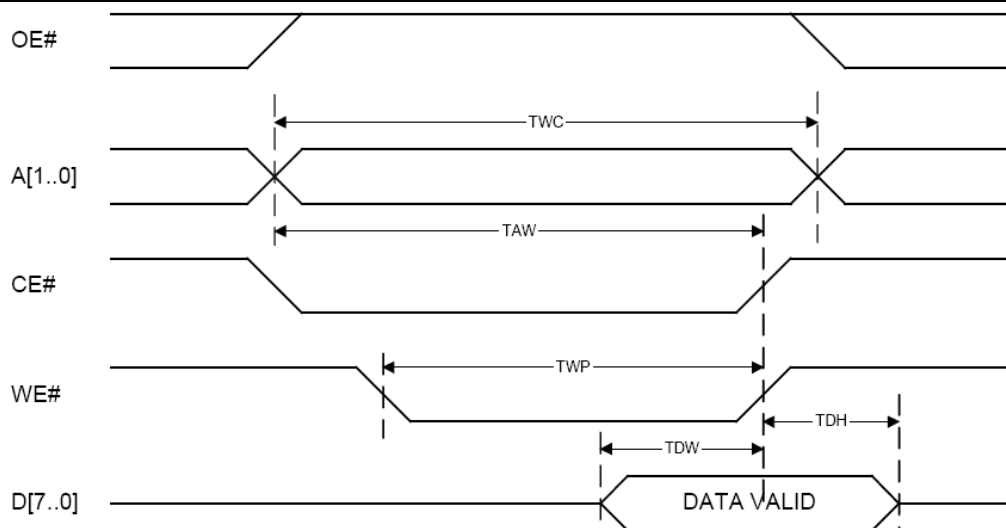 OE#
TWC
A[1..0]
TAW
CE#
TWP
WE#
TDH
TDW
D[7..0]
DATA VALID